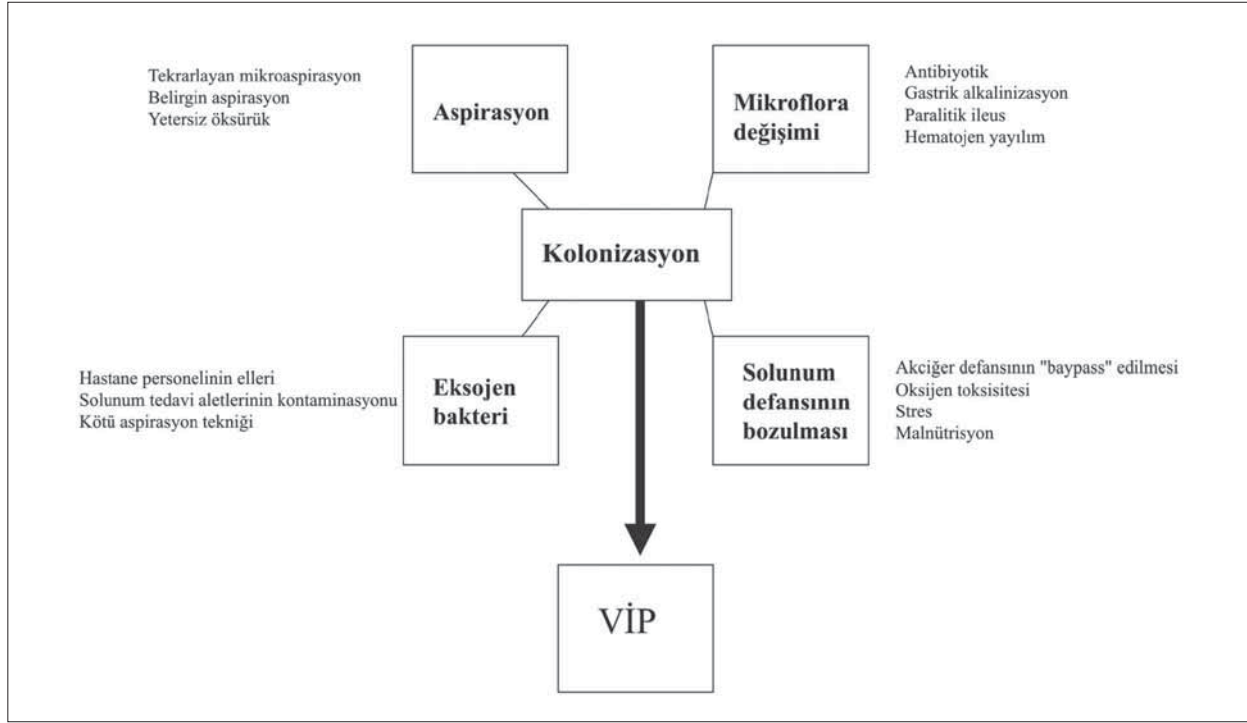 Tekrarlayan mikroaspirasyon
Belirgin aspirasyon
Yetersiz öksürük
Aspirasyon
Mikroflora
değişimi
Antibiyotik
Gastrik alkalinizasyon
Paralitik ileus
Hematojen yayılım
Kolonizasyon
Hastane personelinin elleri
Solunum tedavi aletlerinin kontaminasyonu
Kötü aspirasyon tekniği
Eksojen
bakteri
Solunum
defansının
bozulması
Akciğer defansının "baypass" edilmesi
Oksijen toksisitesi
Stres
Malnütrisyon
VİP